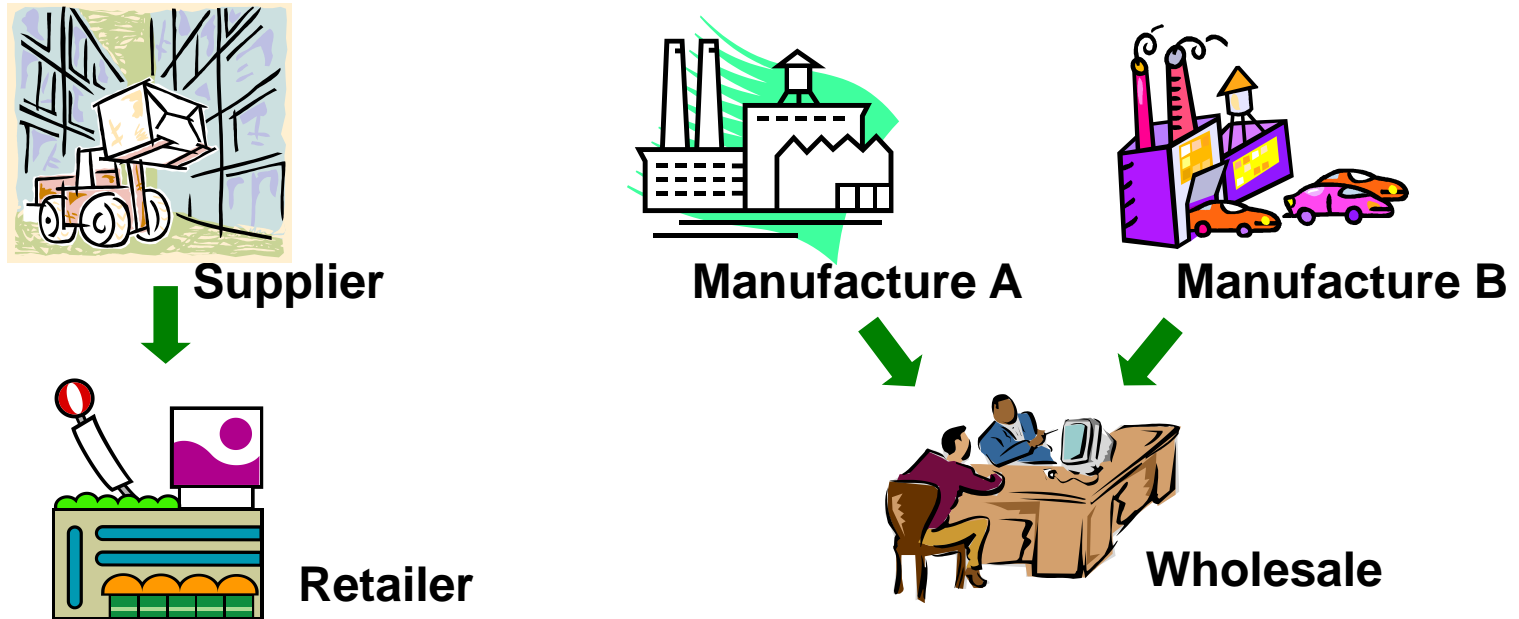 Supplier
Manufacture A
Manufacture B
Retailer
Wholesale